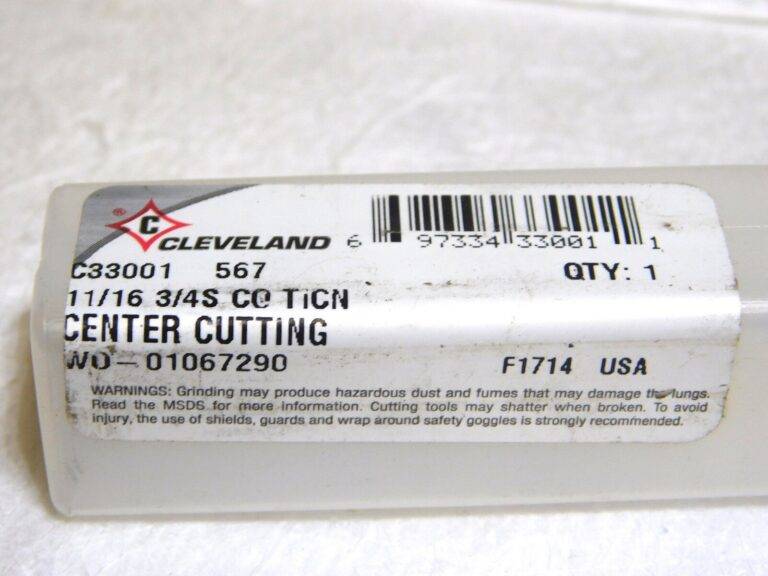 ® C CLEVELAND
6 97334 33001 1
C33001 567 QTY: 1
11/16 3/4S CO TiCN
CENTER CUTTING
WO-01067290 F1714 USA
WARNINGS: Grinding may produce hazardous dust and fumes that may damage the lungs.
Read the MSDS for more information. Cutting tools may shatter when broken. To avoid
injury, the use of shields, guards and wrap around safety goggles is strongly recommended.